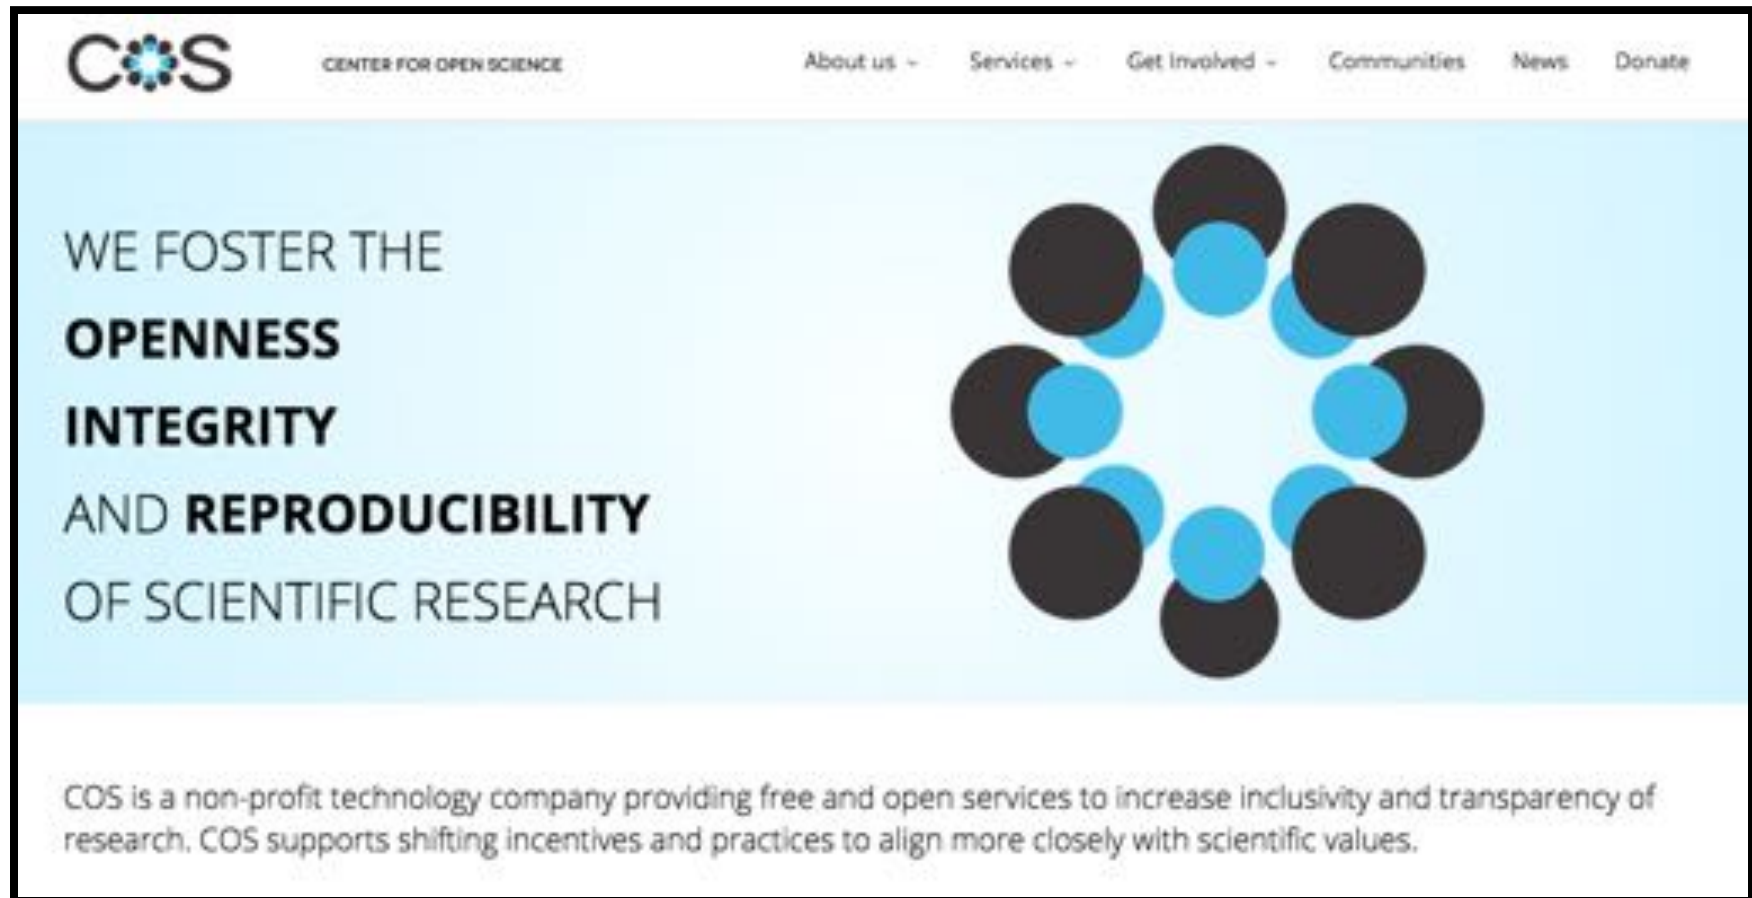 COS
CENTER FOR OPEN SCIENCE
About us
Services
Get Involved
Communities
News
Donate
WE FOSTER THE
OPENNESS
INTEGRITY
AND REPRODUCIBILITY
OF SCIENTIFIC RESEARCH
COS is a non-profit technology company providing free and open services to increase inclusivity and transparency of
research. COS supports shifting incentives and practices to align more closely with scientific values.